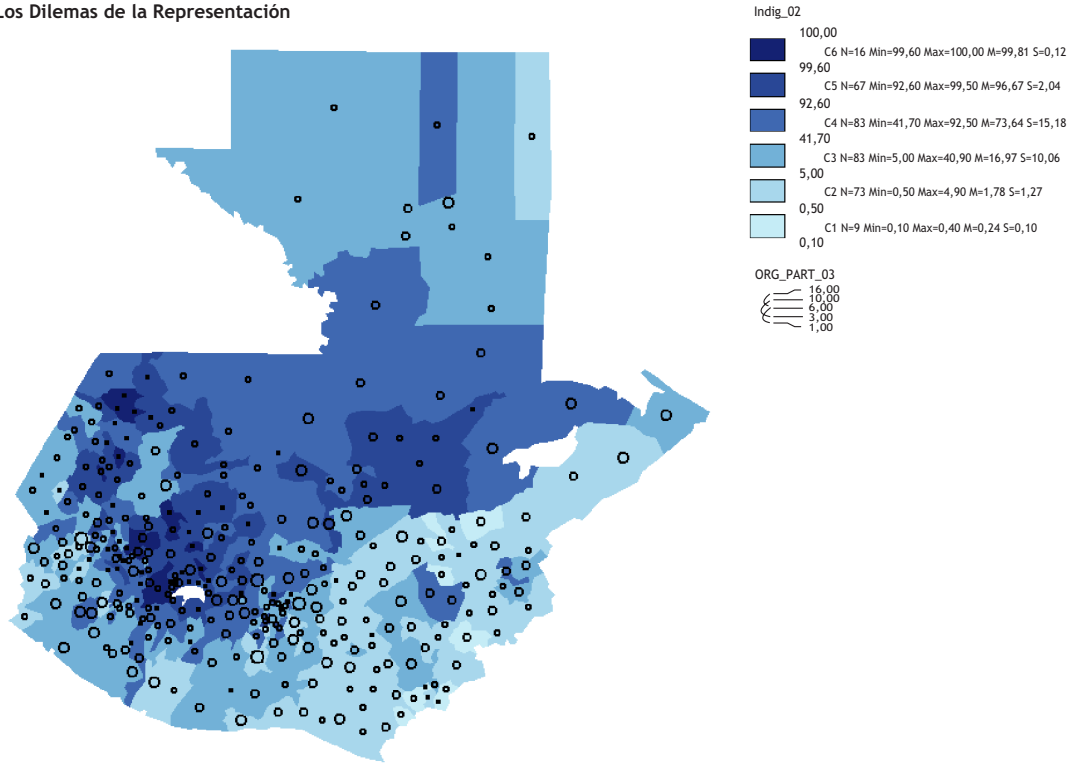 Los Dilemas de la Representación
Indig_02
100,00
C6 N=16 Min=99,60 Max=100,00 M=99,81 S=0,12
99,60
C5 N=67 Min=92,60 Max=99,50 M=96,67 S=2,04
92,60
C4 N=83 Min=41,70 Max=92,50 M=73,64 S=15,18
41,70
C3 N=83 Min=5,00 Max=40,90 M=16,97 S=10,06
5,00
C2 N=73 Min=0,50 Max=4,90 M=1,78 S=1,27
0,50
C1 N=9 Min=0,10 Max=0,40 M=0,24 S=0,10
0,10
ORG_PART_03
16,00
10,00
6,00
3,00
1,00